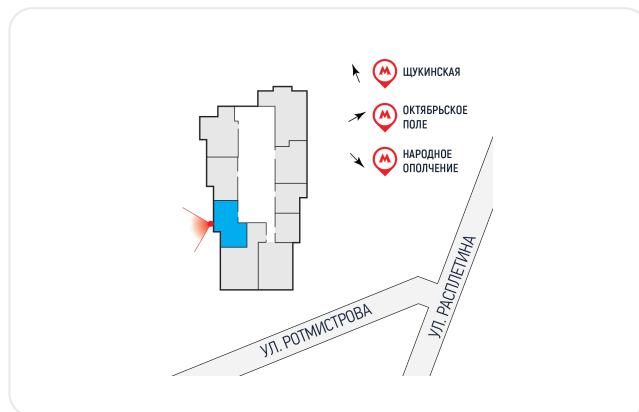 М ЩУКИНСКАЯ
М ОКТЯБРЬСКОЕ
ПОЛЕ
М НАРОДНОЕ
ОПОЛЧЕНИЕ
УЛ. РОТМИСТРОВА
УЛ. РАСПЛЕТИНА